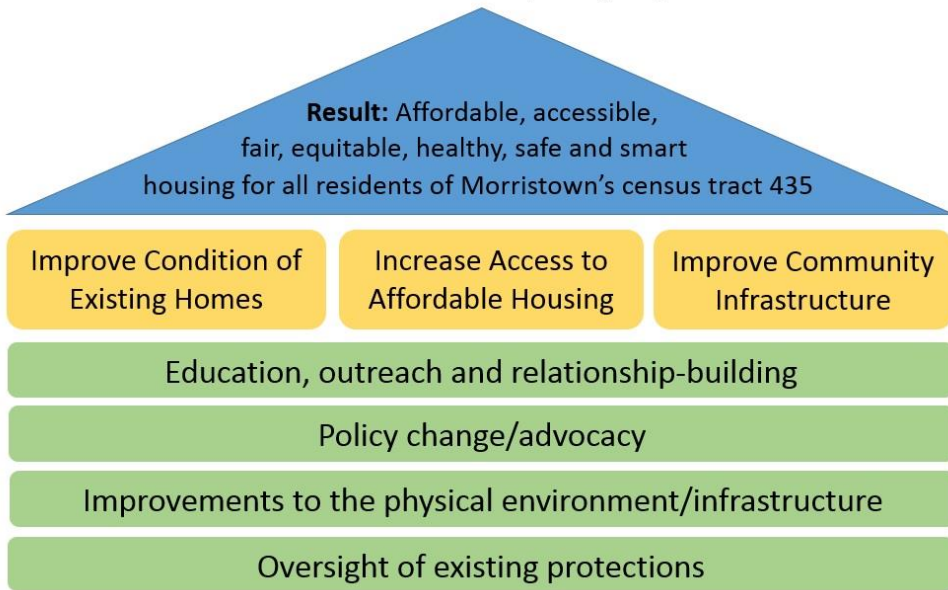 Result: Affordable, accessible,
fair, equitable, healthy, safe and smart
housing for all residents of Morristown's census tract 435
Improve Condition of
Existing Homes
Increase Access to
Affordable Housing
Improve Community
Infrastructure
Education, outreach and relationship-building
Policy change/advocacy
Improvements to the physical environment/infrastructure
Oversight of existing protections